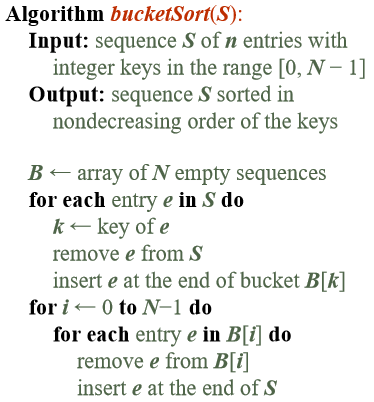 Algorithm bucketSort(S):
Input: sequence S of n entries with
integer keys in the range [0, N − 1]
Output: sequence S sorted in
nondecreasing order of the keys
B ← array of N empty sequences
for each entry e in S do
k ← key of e
remove e from S
insert e at the end of bucket B[k]
for i ← 0 to N−1 do
for each entry e in B[i] do
remove e from B[i]
insert e at the end of S